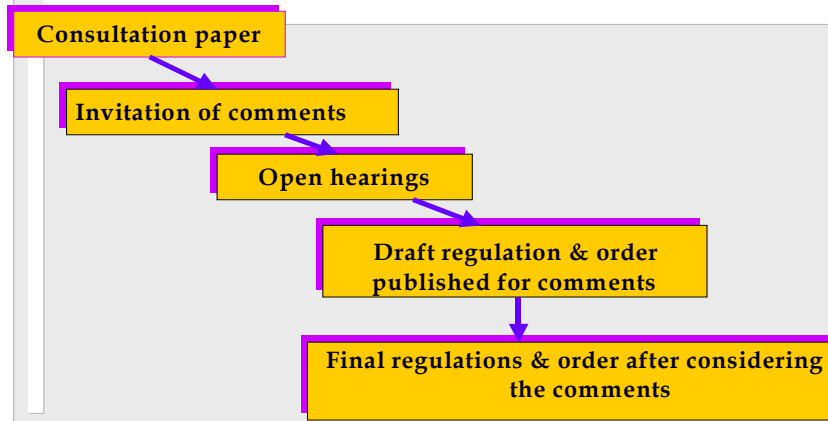 Consultation paper
Invitation of comments
Open hearings
Draft regulation & order
published for comments
Final regulations & order after considering
the comments